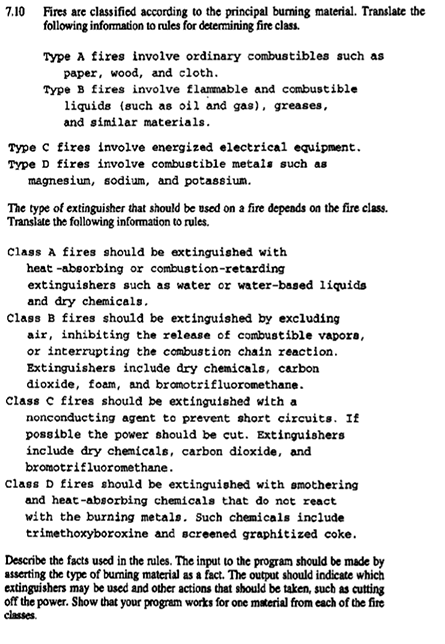 7.10 Fires are classified according to the principal burning material. Translate the
following information to rules for determining fire class.
Type A fires involve ordinary combustibles such as
paper, wood, and cloth.
Type B fires involve flammable and combustible
liquids (such as oil and gas), greases,
and similar materials.
Type C fires involve energized electrical equipment.
Type D fires involve combustible metals such as
magnesium, sodium, and potassium.
The type of extinguisher that should be used on a fire depends on the fire class.
Translate the following information to rules.
Class A fires should be extinguished with
heat-absorbing or combustion-retarding
extinguishers such as water or water-based liquids
and dry chemicals.
Class B fires should be extinguished by excluding
air, inhibiting the release of combustible vapors,
or interrupting the combustion chain reaction.
Extinguishers include dry chemicals, carbon
dioxide, foam, and bromotrifluoromethane.
Class C fires should be extinguished with a
nonconducting agent to prevent short circuits. If
possible the power should be cut. Extinguishers
include dry chemicals, carbon dioxide, and
bromotrifluoromethane.
Class D fires should be extinguished with smothering
and heat-absorbing chemicals that do not react
with the burning metals. Such chemicals include
trimethoxyboroxine and screened graphitized coke.
Describe the facts used in the rules. The input to the program should be made by
asserting the type of burning material as a fact. The output should indicate which
extinguishers may be used and other actions that should be taken, such as cutting
off the power. Show that your program works for one material from each of the fire
classes.